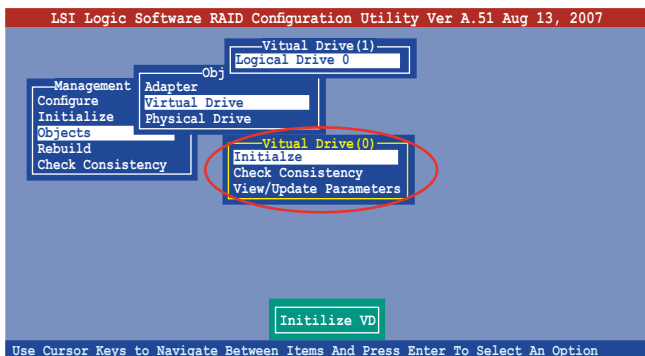 LSI Logic Software RAID Configuration Utility Ver A.51 Aug 13, 2007
Vitual Drive(1)
Logical Drive 0
Obj
Adapter
Virtual Drive
Physical Drive
Management
Configure
Initialize
Objects
Rebuild
Check Consistency
Vitual Drive(0)
Initialze
Check Consistency
View/Update Parameters
Initilize VD
Use Cursor Keys to Navigate Between Items And Press Enter To Select An Option